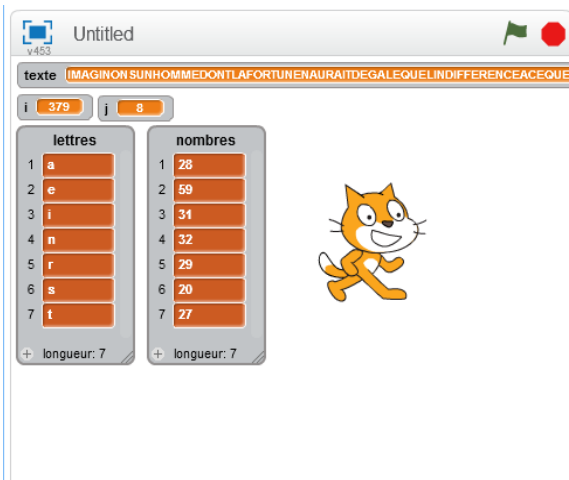 Untitled
v453
texte IMAGINONSUNHOMMEDONTLAFORTUNENAURAITDEGALEQUELINDIFFERENCEACEQUE
i 379 j 8
lettres nombres
1 a 1 28
2 e 2 59
3 i 3 31
4 n 4 32
5 r 5 29
6 s 6 20
7 t 7 27
+ longueur: 7 + longueur: 7